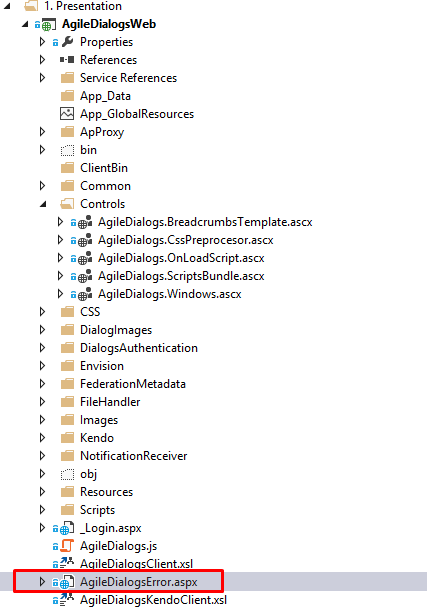 1. Presentation
AgileDialogsWeb
Properties
References
Service References
App_Data
App_GlobalResources
ApProxy
bin
ClientBin
Common
Controls
AgileDialogs.BreadcrumbsTemplate.ascx
AgileDialogs.CssPreprocesor.ascx
AgileDialogs.OnLoadScript.ascx
AgileDialogs.ScriptsBundle.ascx
AgileDialogs.Windows.ascx
CSS
DialogImages
DialogsAuthentication
Envision
FederationMetadata
FileHandler
Images
Kendo
NotificationReceiver
obj
Resources
Scripts
_Login.aspx
AgileDialogs.js
AgileDialogsClient.xsl
AgileDialogsError.aspx
AgileDialogsKendoClient.xsl